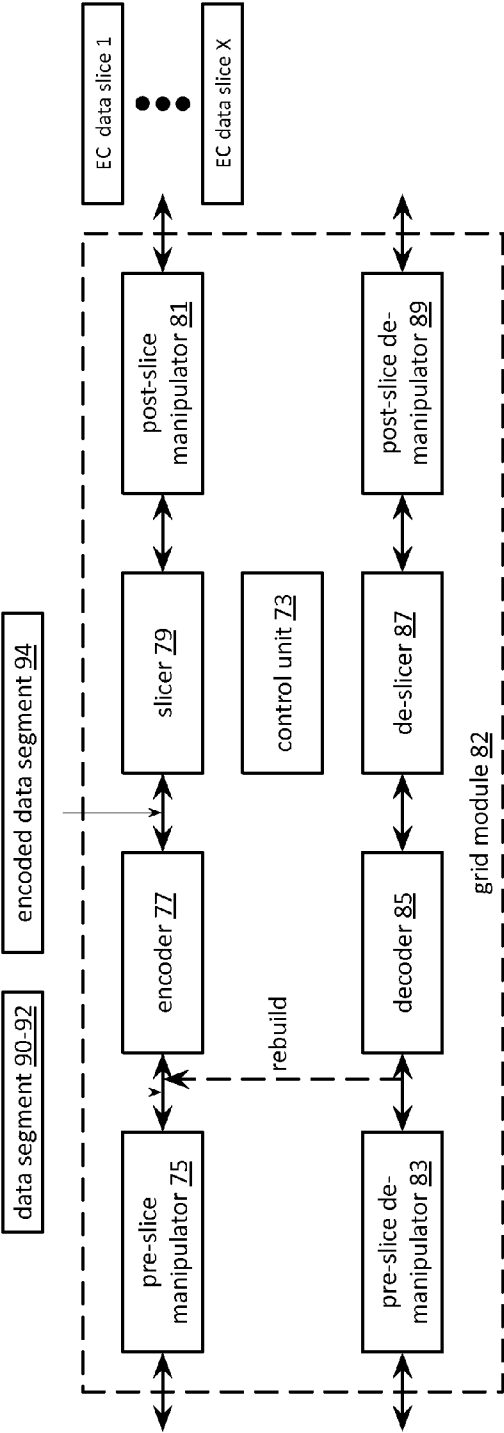 data segment 90-92
encoded data segment 94
EC data slice 1
EC data slice X
pre-slice
manipulator 75
encoder 77
slicer 79
post-slice
manipulator 81
rebuild
control unit 73
pre-slice de-
manipulator 83
decoder 85
de-slicer 87
post-slice de-
manipulator 89
grid module 82